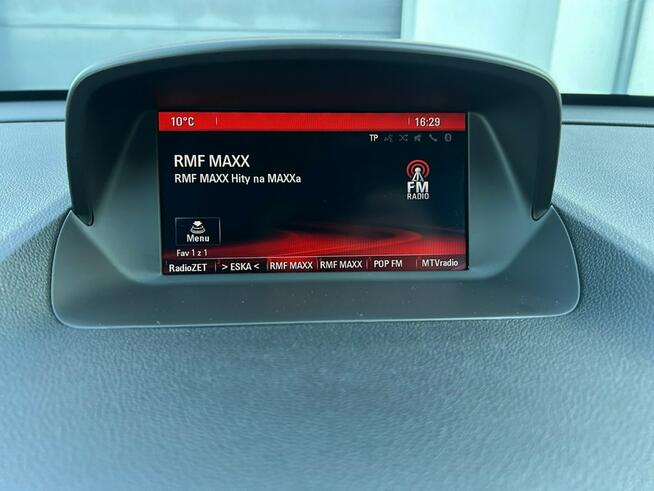 10°C 16:29
TP
RMF MAXX
RMF MAXX Hity na MAXXa
FM
RADIO
Menu
Fav 1 z 1
RadioZET > ESKA < RMF MAXX RMF MAXX POP FM MTVradio